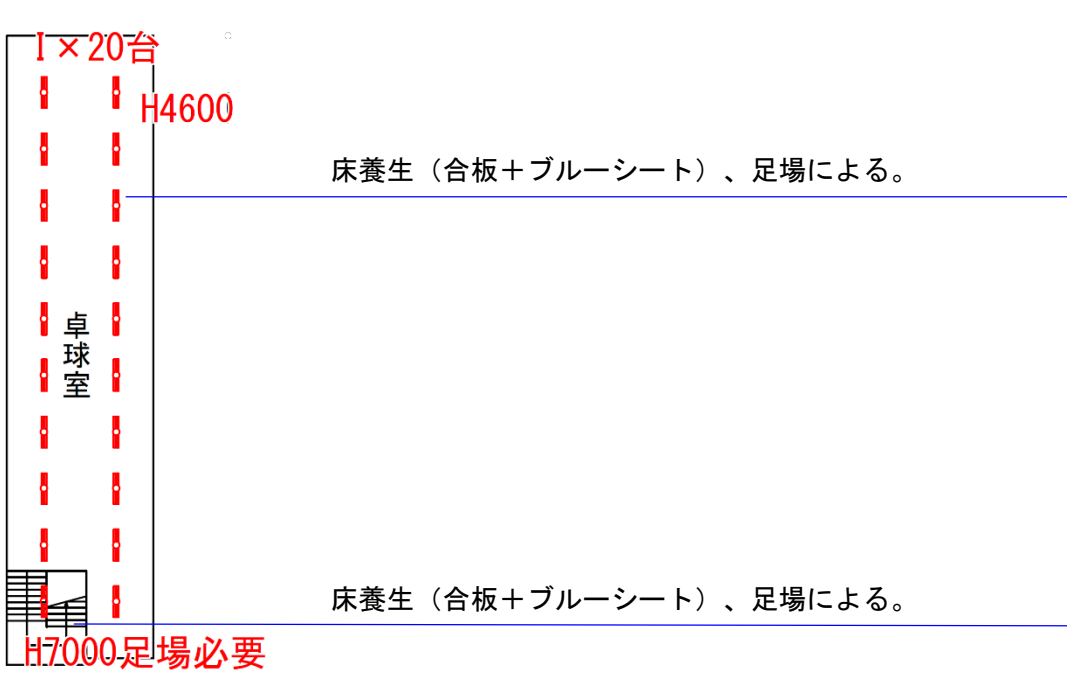 I×20台
H4600
床養生（合板＋ブルーシート）、足場による。
卓球室
床養生（合板＋ブルーシート）、足場による。
H7000足場必要